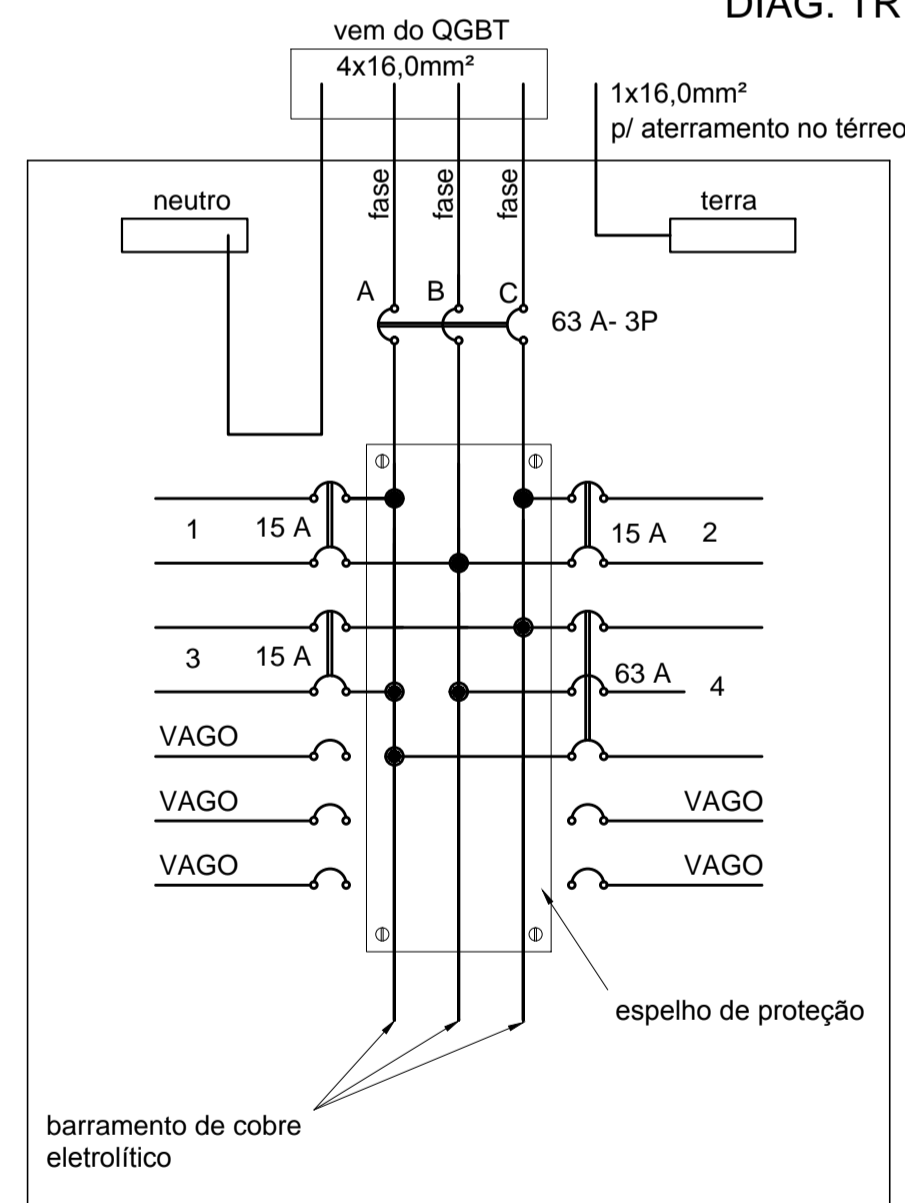 DIAG. TR
vem do QGBT
4x16,0mm²
1x16,0mm²
p/ aterramento no térreo
neutro
fase
fase
fase
terra
A
B
C
63 A- 3P
1
15 A
15 A
2
3
15 A
63 A
4
VAGO
VAGO
VAGO
VAGO
VAGO
espelho de proteção
barramento de cobre
eletrolítico